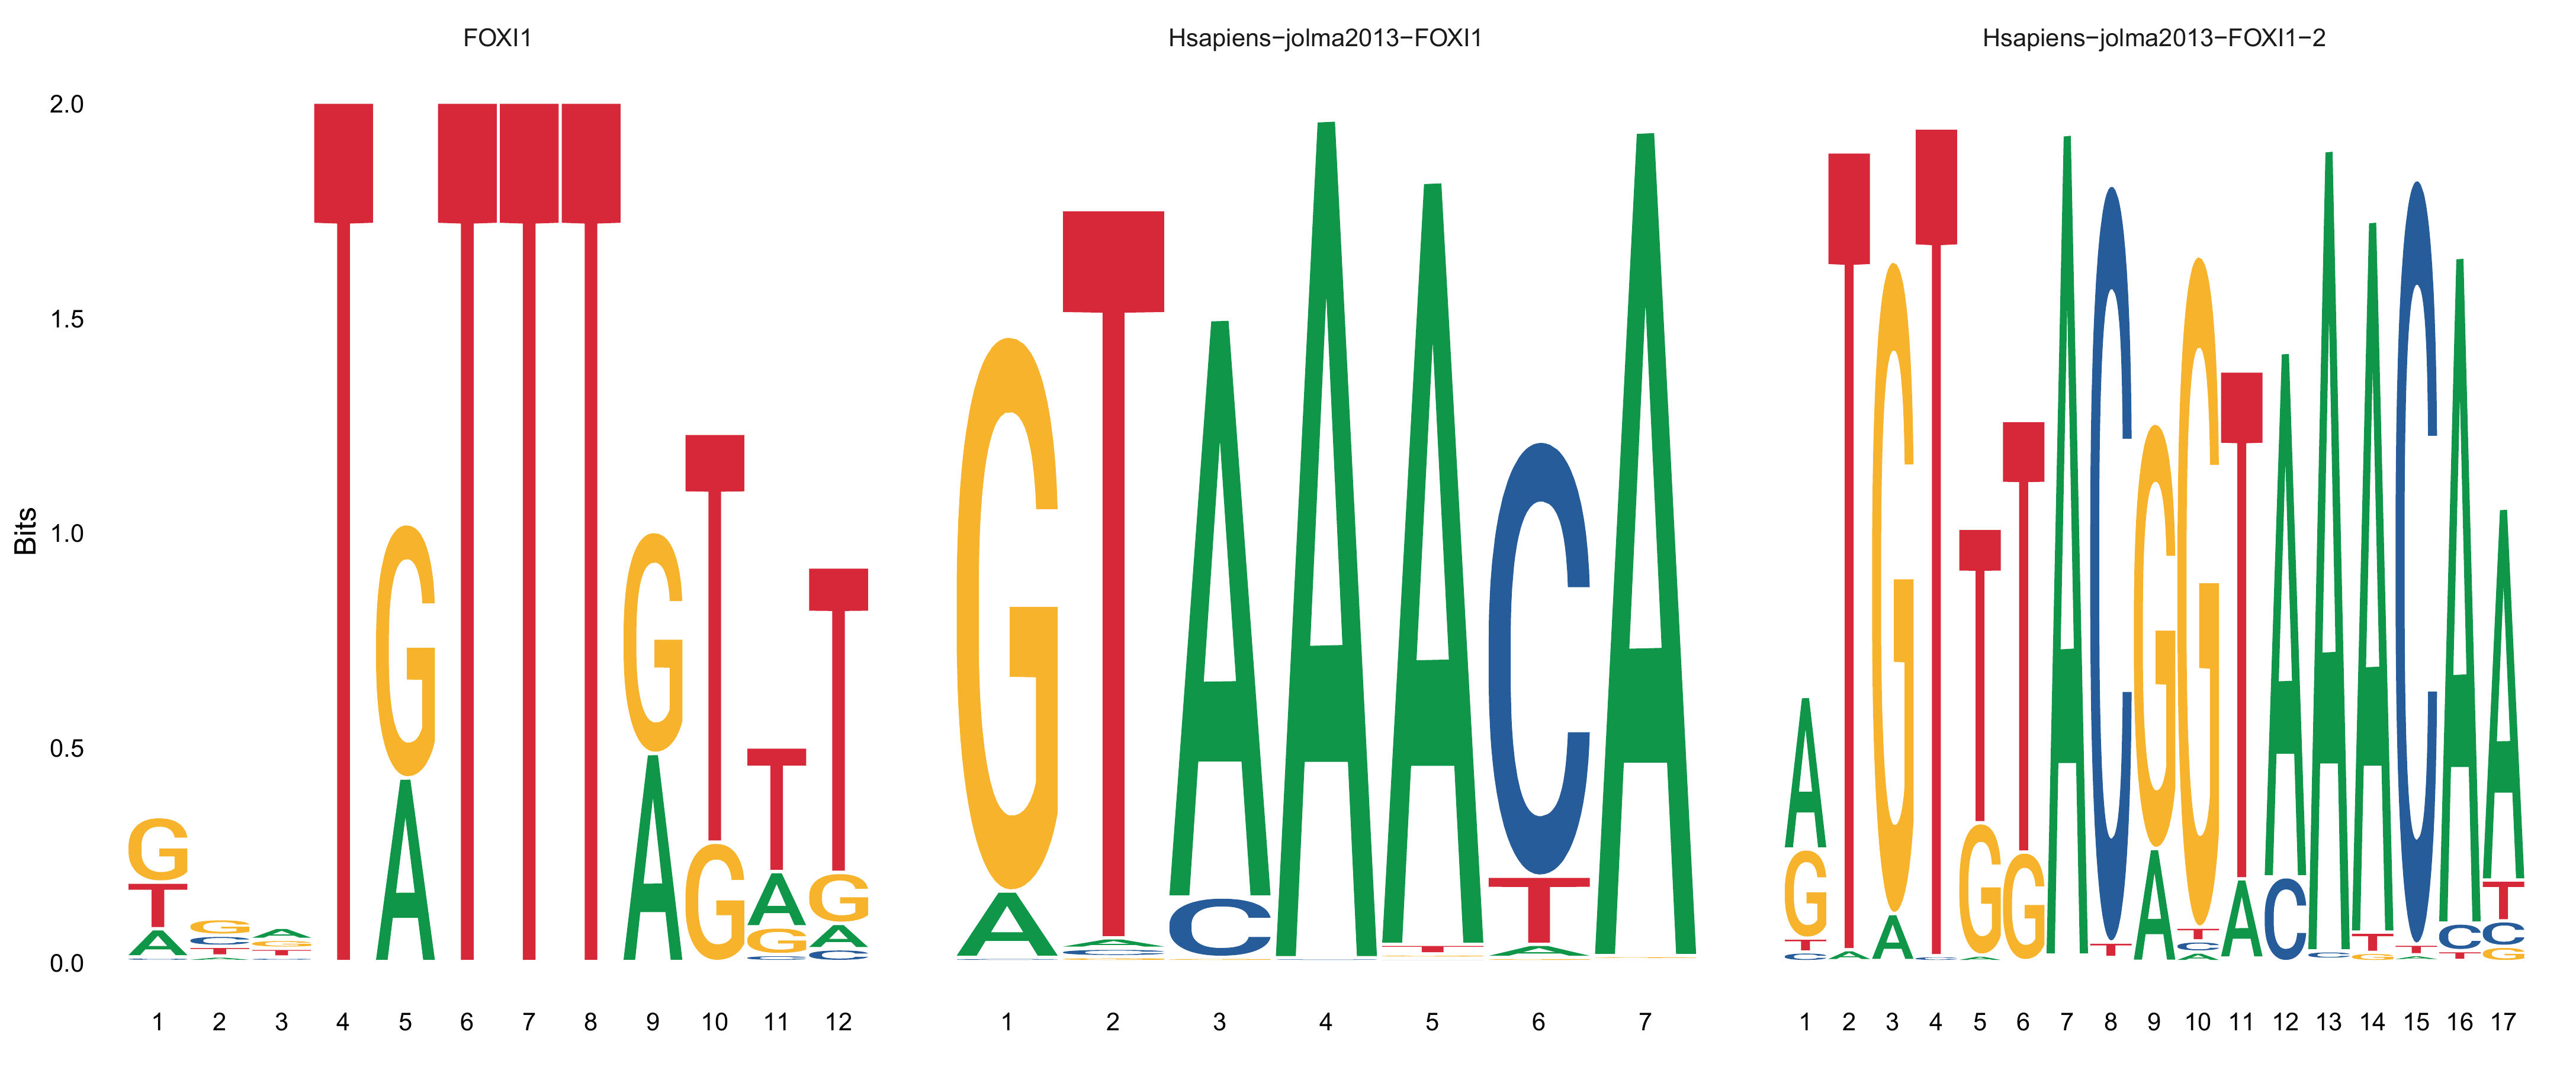 FOXI1 Hsapiens−jolma2013−FOXI1 Hsapiens−jolma2013−FOXI1−2
2.0
1.5
1.0
0.5
0.0
Bits
1 2 3 4 5 6 7 8 9 10 11 12 1 2 3 4 5 6 7 1 2 3 4 5 6 7 8 9 10 11 12 13 14 15 16 17
G T T T T G T T T
T G A A G A
A A G C
G T A A A C A
A A C T
C A
A T G T T T A C G G T A A A C A A
G A G G A A C C T
T C
C G